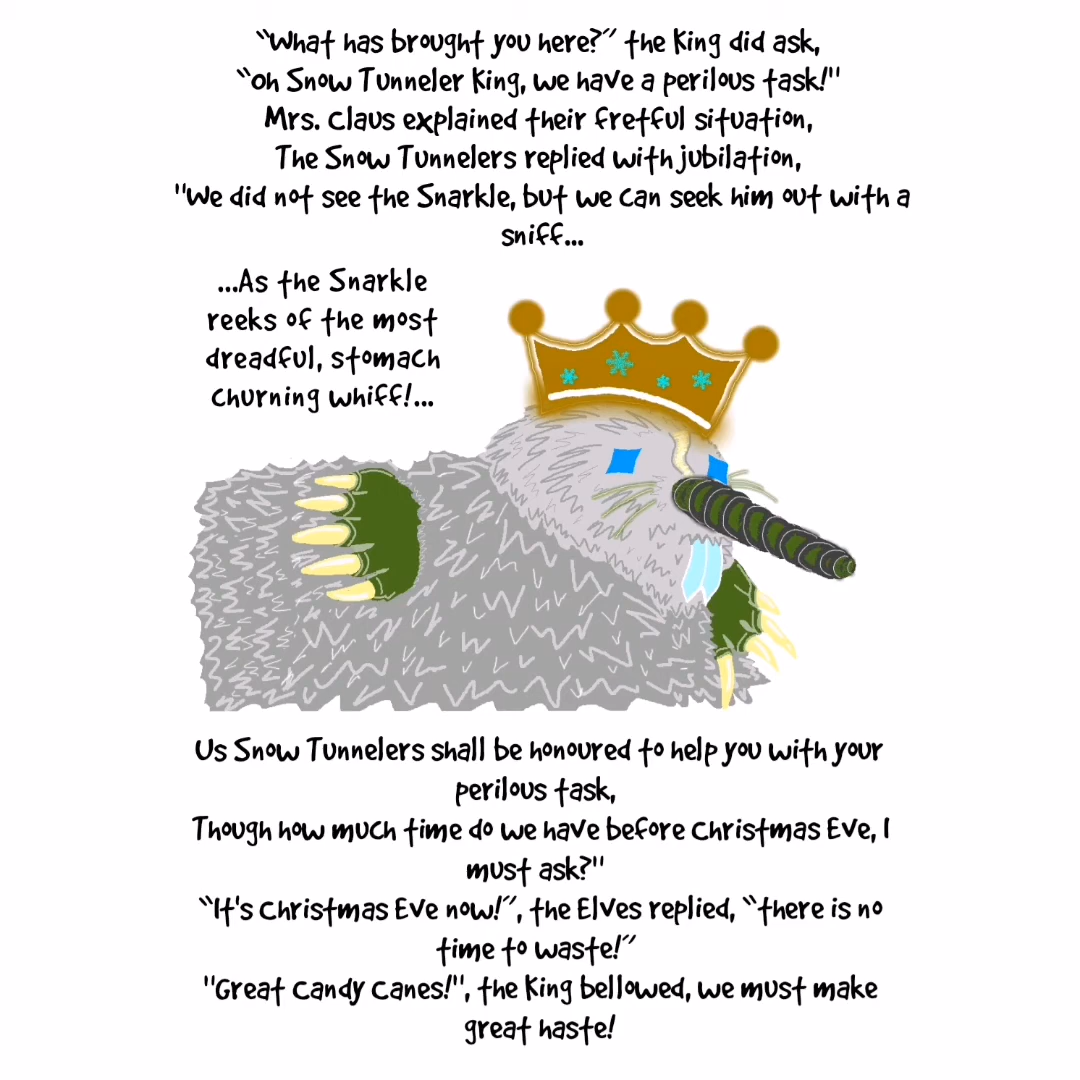 “What has brought you here?” the King did ask,
“Oh Snow Tunneler King, we have a perilous task!"
Mrs. Claus explained their fretful situation,
The Snow Tunnelers replied with jubilation,
"We did not see the Snarkle, but we can seek him out with a
sniff...
...As the Snarkle
reeks of the most
dreadful, stomach
churning whiff!...
Us Snow Tunnelers shall be honoured to help you with your
perilous task,
Though how much time do we have before Christmas Eve, I
must ask?"
“It's Christmas Eve now!”, the Elves replied, “there is no
time to waste!”
"Great Candy Canes!", the King bellowed, we must make
great haste!